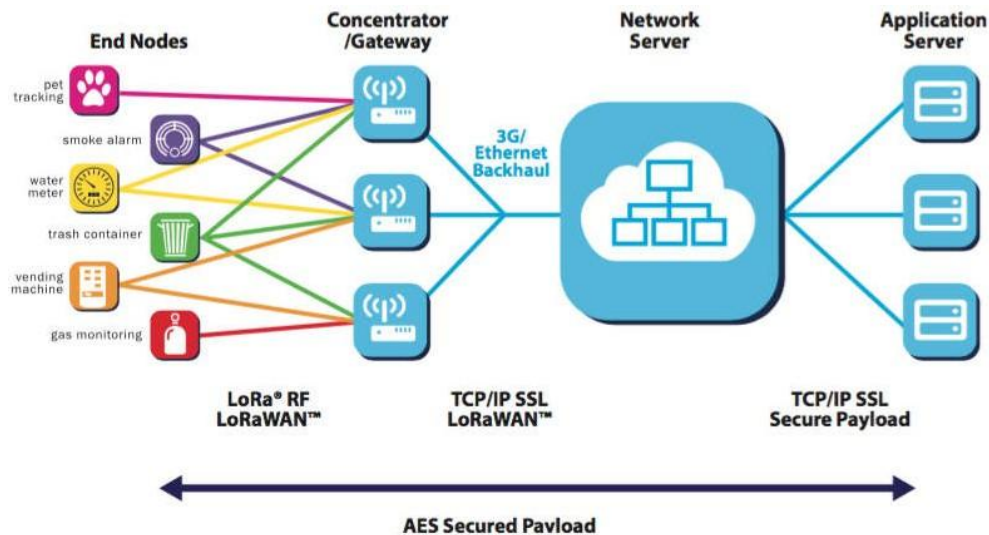 End Nodes
Concentrator
/Gateway
Network
Server
Application
Server
pet
tracking
smoke alarm
water
meter
trash container
vending
machine
gas monitoring
3G/
Ethernet
Backhaul
LoRa® RF
LoRaWAN™
TCP/IP SSL
LoRaWAN™
TCP/IP SSL
Secure Payload
AES Secured Payload